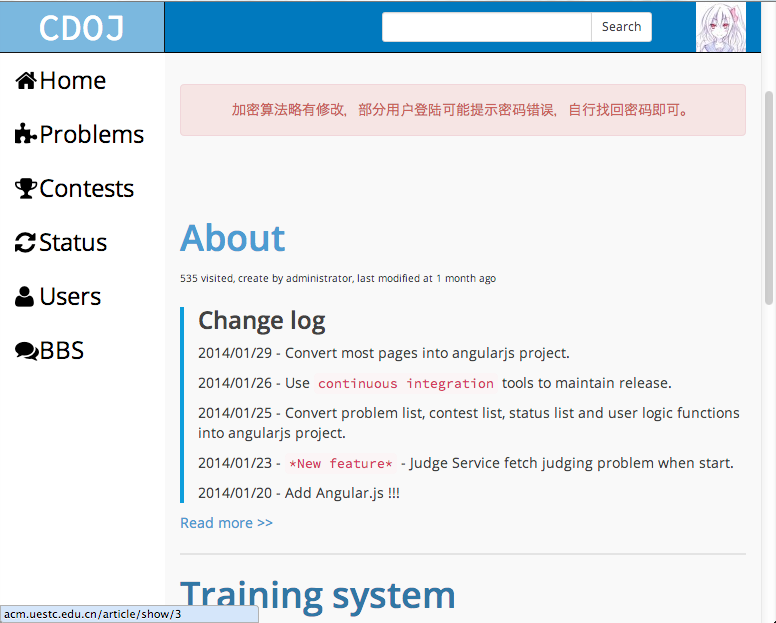 CDOJ
Search
Home
Problems
Contests
Status
Users
BBS
加密算法略有修改，部分用户登陆可能提示密码错误，自行找回密码即可。
About
535 visited, create by administrator, last modified at 1 month ago
Change log
2014/01/29 - Convert most pages into angularjs project.
2014/01/26 - Use continuous integration tools to maintain release.
2014/01/25 - Convert problem list, contest list, status list and user logic functions
into angularjs project.
2014/01/23 - *New feature* - Judge Service fetch judging problem when start.
2014/01/20 - Add Angular.js !!!
Read more >>
Training system
acm.uestc.edu.cn/article/show/3